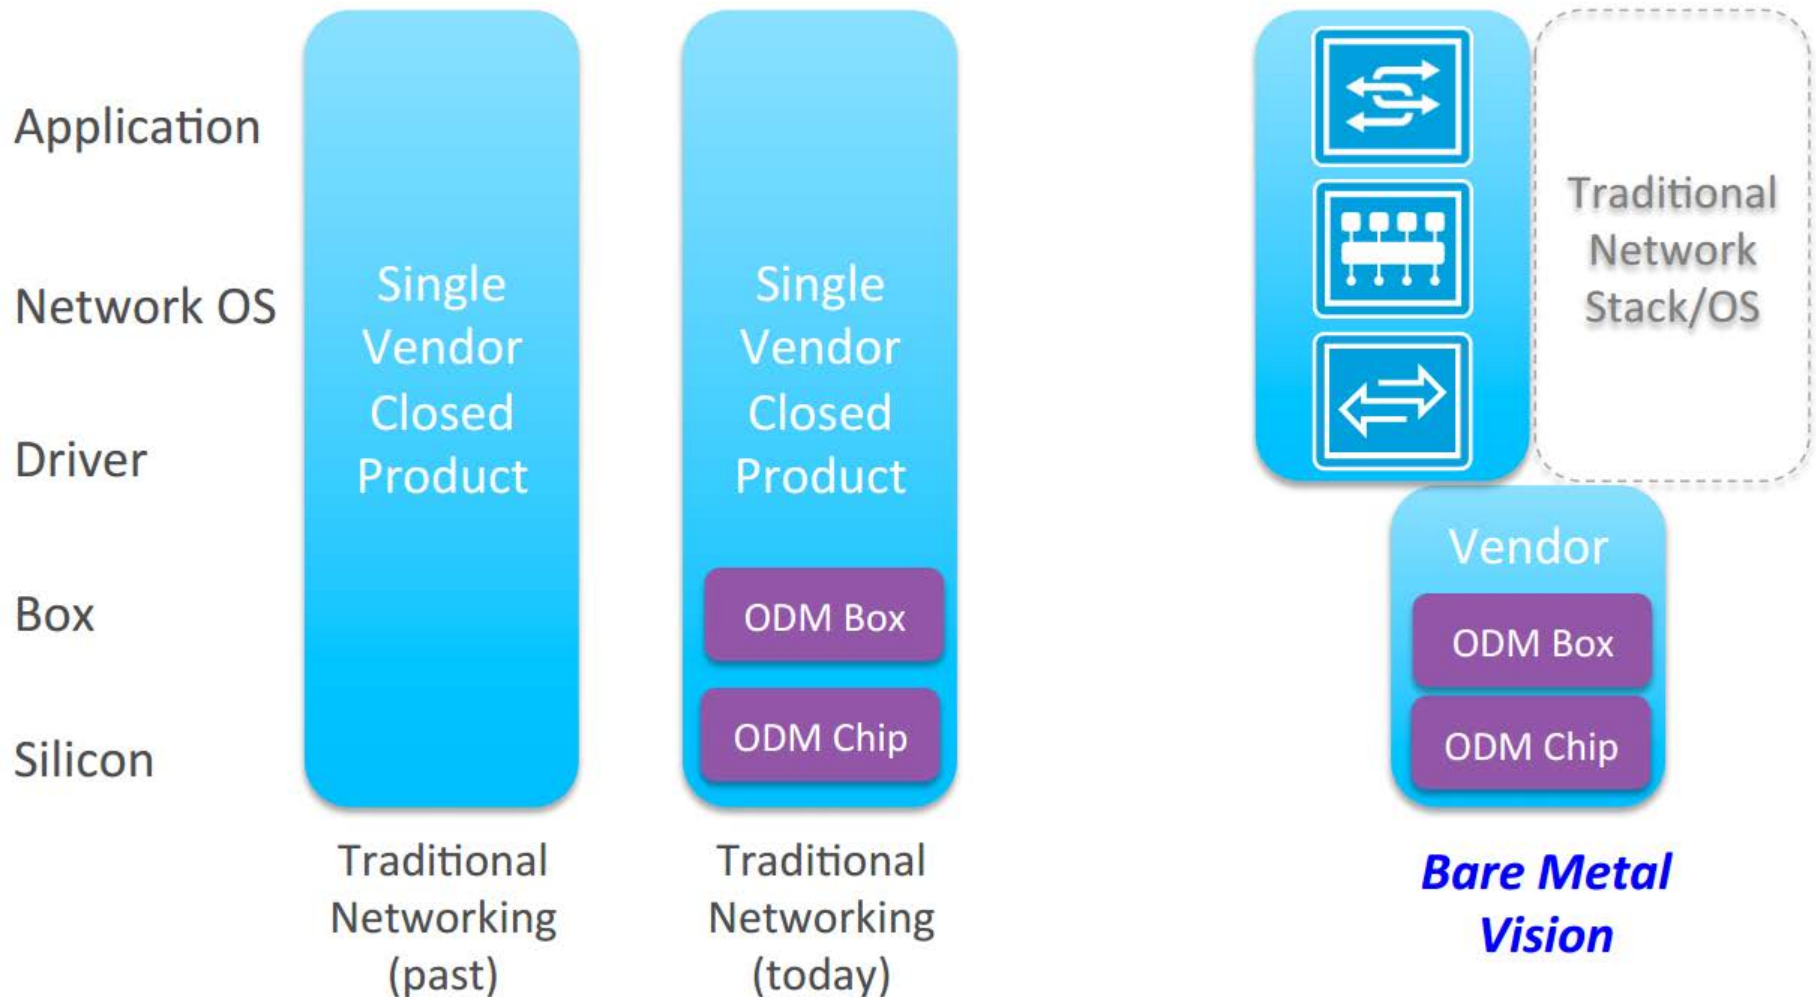 Application
Network OS
Driver
Box
Silicon
Single
Vendor
Closed
Product
Traditional
Networking
(past)
Single
Vendor
Closed
Product
ODM Box
ODM Chip
Traditional
Networking
(today)
Traditional
Network
Stack/OS
Vendor
ODM Box
ODM Chip
Bare Metal
Vision